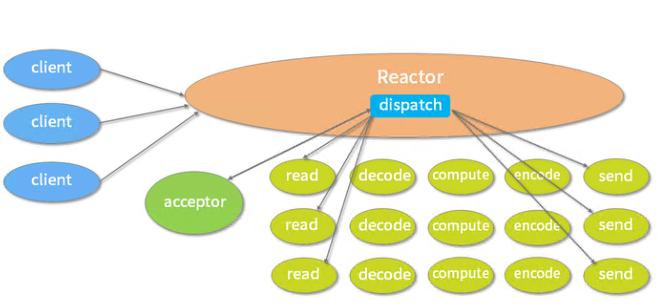 client
Reactor
dispatch
client
client
acceptor
read decode compute encode send
read decode compute encode send
read decode compute encode send